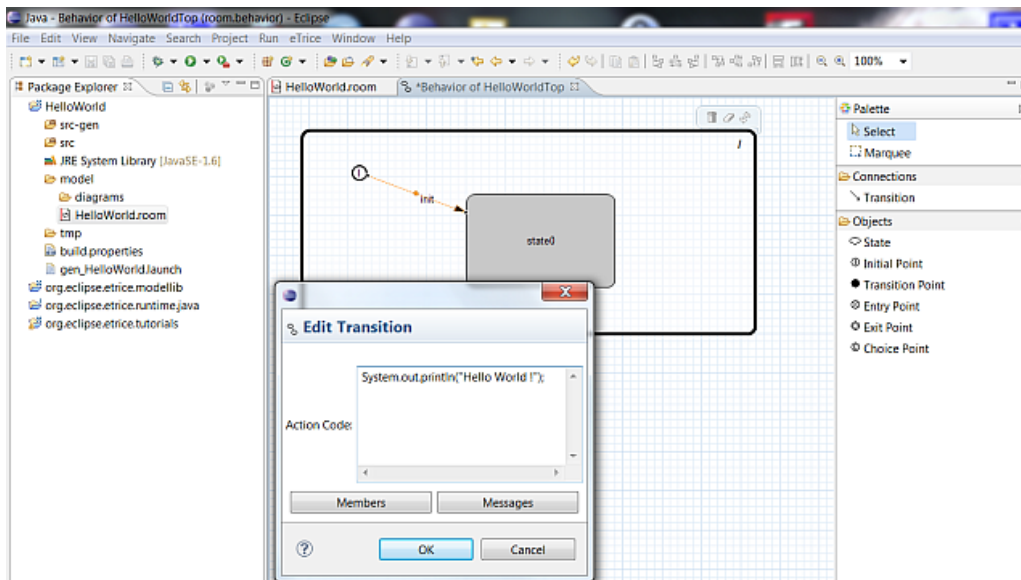 Java - Behavior of HelloWorldTop (room.behavior) - Eclipse
File Edit View Navigate Search Project Run eTrice Window Help
100%
Package Explorer
HelloWorld.room
*Behavior of HelloWorldTop
HelloWorld
src-gen
src
JRE System Library [JavaSE-1.6]
model
diagrams
HelloWorld.room
tmp
build.properties
gen_HelloWorld.launch
org.eclipse.etrice.modellib
org.eclipse.etrice.runtime.java
org.eclipse.etrice.tutorials
/
I
init
state0
Palette
Select
Marquee
Connections
Transition
Objects
State
Initial Point
Transition Point
Entry Point
Exit Point
Choice Point
Edit Transition
Action Code:
System.out.println("Hello World !");
Members
Messages
OK
Cancel